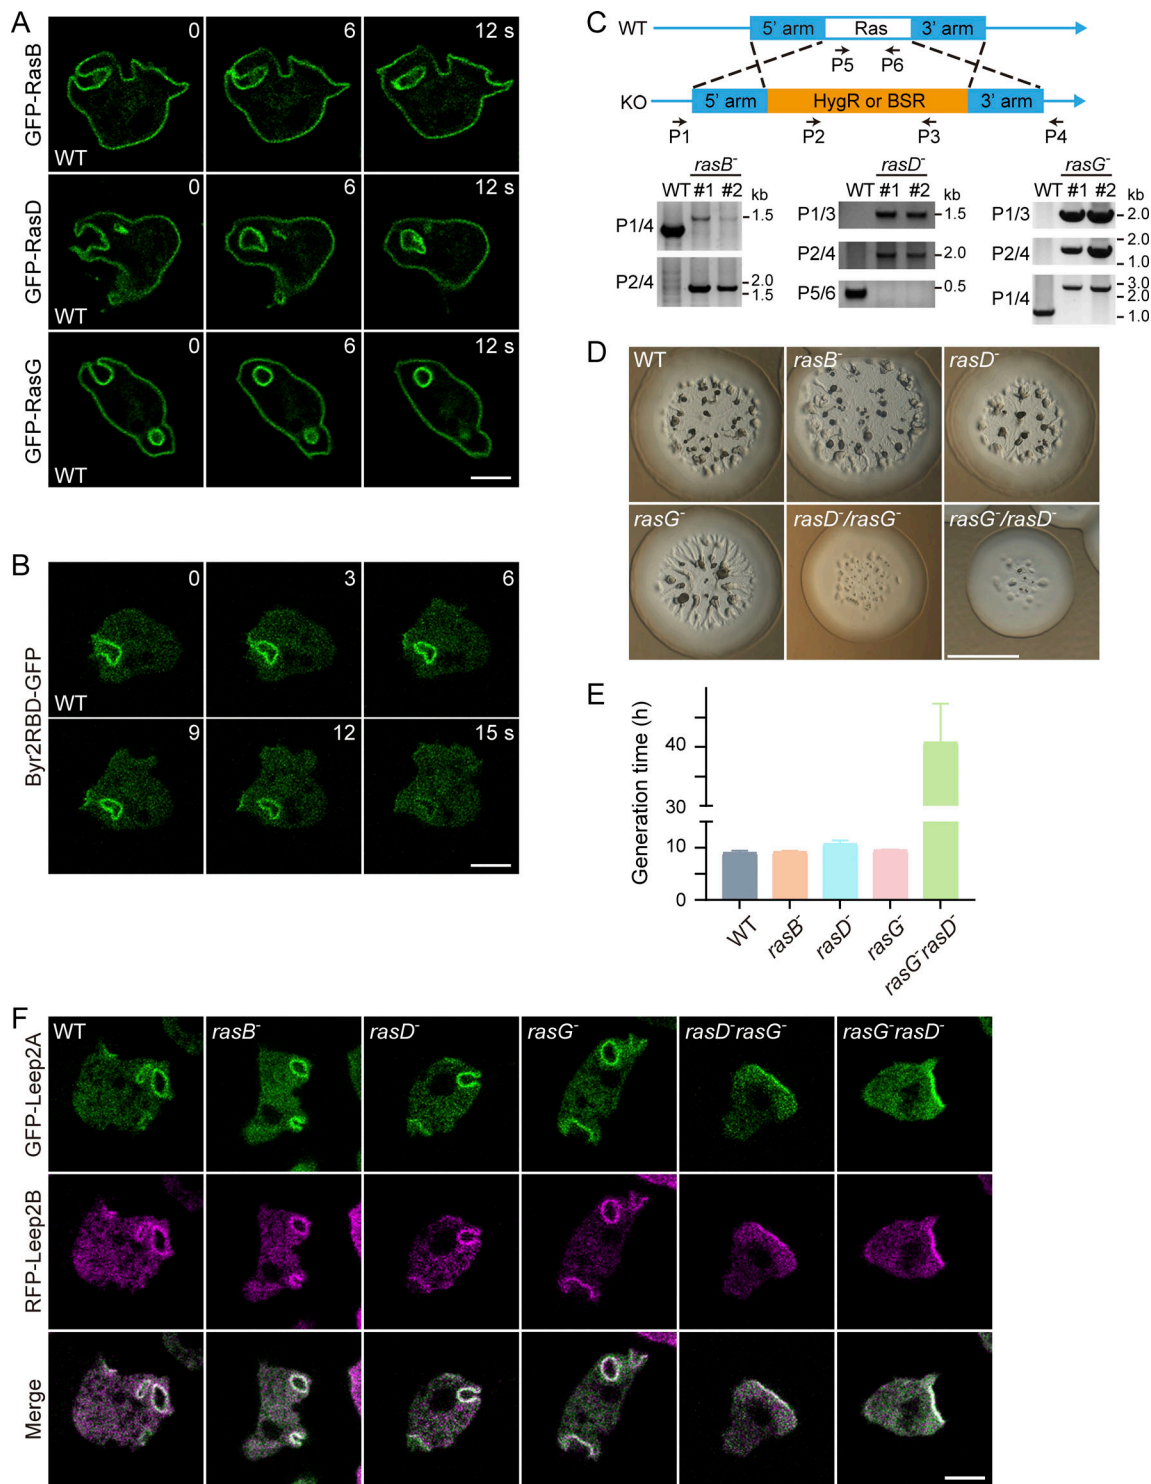 A
GFP-RasB
0
6
12 s
WT
GFP-RasD
0
6
12 s
WT
GFP-RasG
0
6
12 s
WT
B
Byr2RBD-GFP
0
3
6
WT
9
12
15 s
C
WT
5' arm
Ras
3' arm
P5
P6
KO
5' arm
HygR or BSR
3' arm
P1
P2
P3
P4
rasB-
WT #1 #2 kb
P1/4
1.5
P2/4
2.0
1.5
rasD-
WT #1 #2 kb
P1/3
1.5
P2/4
2.0
P5/6
0.5
rasG-
WT #1 #2 kb
P1/3
2.0
P2/4
2.0
1.0
P1/4
3.0
2.0
1.0
D
WT
rasB-
rasD-
rasG-
rasD-/rasG-
rasG-/rasD-
E
Generation time (h)
40
30
10
0
WT
rasB-
rasD-
rasG-
rasG-rasD-
F
WT
rasB-
rasD-
rasG-
rasD-rasG-
rasG-rasD-
GFP-Leep2A
RFP-Leep2B
Merge